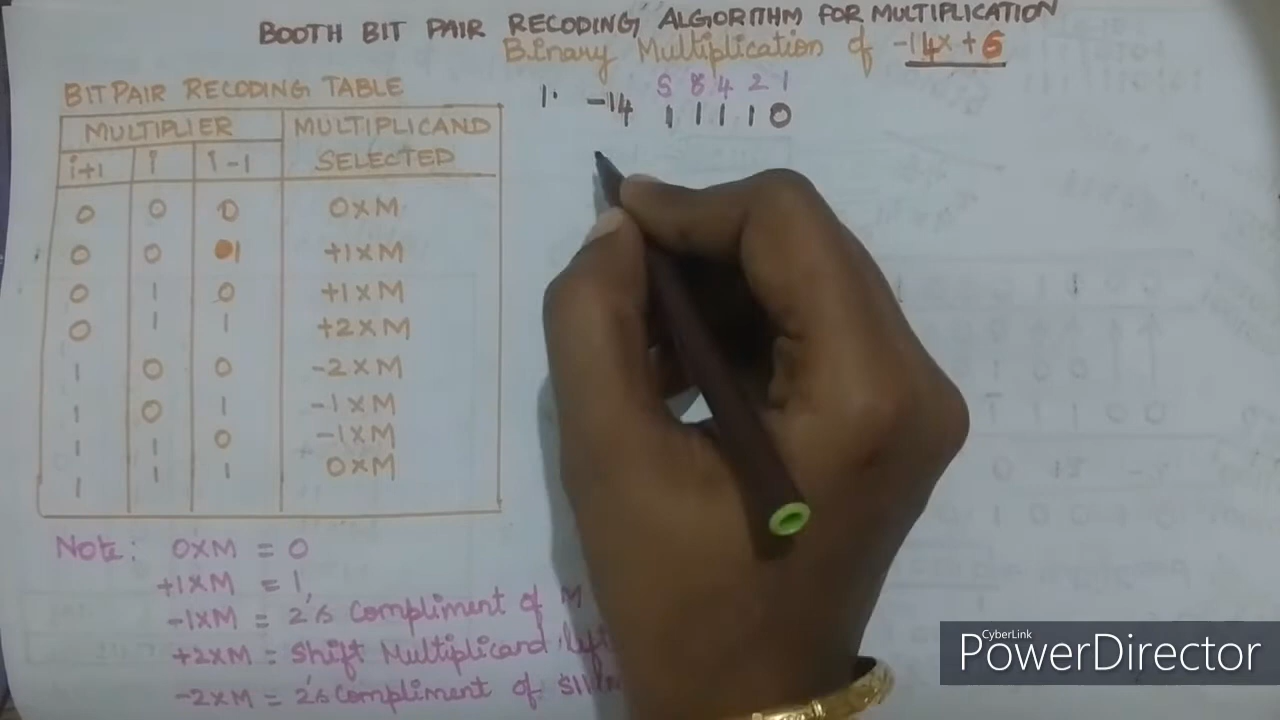 BOOTH BIT PAIR RECODING ALGORITHM FOR MULTIPLICATION
Binary Multiplication of -14x +6
BIT PAIR RECODING TABLE
MULTIPLIER MULTIPLICAND SELECTED
i+1 i i-1
0 0 0 0XM
0 0 1 +1XM
0 1 0 +1XM
0 1 1 +2XM
1 0 0 -2XM
1 0 1 -1XM
1 1 0 -1XM
1 1 1 0XM
S 8 4 2 1
1. -14 1 1 1 1 0
Note: 0XM = 0
+1XM = 1,
-1XM = 2's Compliment of M
+2XM = Shift Multiplicand left
-2XM = 2's Compliment of
CyberLink
PowerDirector